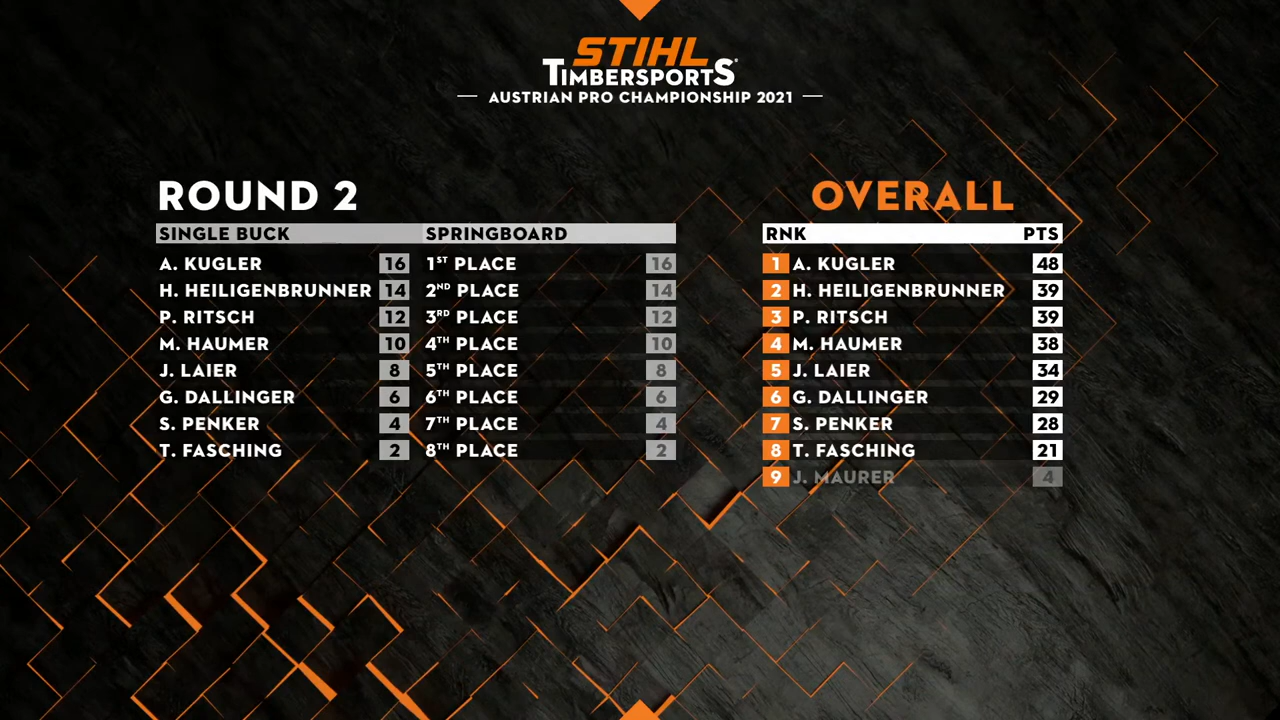 STIHL
TIMBERSPORTS®
AUSTRIAN PRO CHAMPIONSHIP 2021
ROUND 2
SINGLE BUCK SPRINGBOARD
A. KUGLER 16 1ST PLACE 16
H. HEILIGENBRUNNER 14 2ND PLACE 14
P. RITSCH 12 3RD PLACE 12
M. HAUMER 10 4TH PLACE 10
J. LAIER 8 5TH PLACE 8
G. DALLINGER 6 6TH PLACE 6
S. PENKER 4 7TH PLACE 4
T. FASCHING 2 8TH PLACE 2
OVERALL
RNK PTS
1 A. KUGLER 48
2 H. HEILIGENBRUNNER 39
3 P. RITSCH 39
4 M. HAUMER 38
5 J. LAIER 34
6 G. DALLINGER 29
7 S. PENKER 28
8 T. FASCHING 21
9 J. MAURER 4